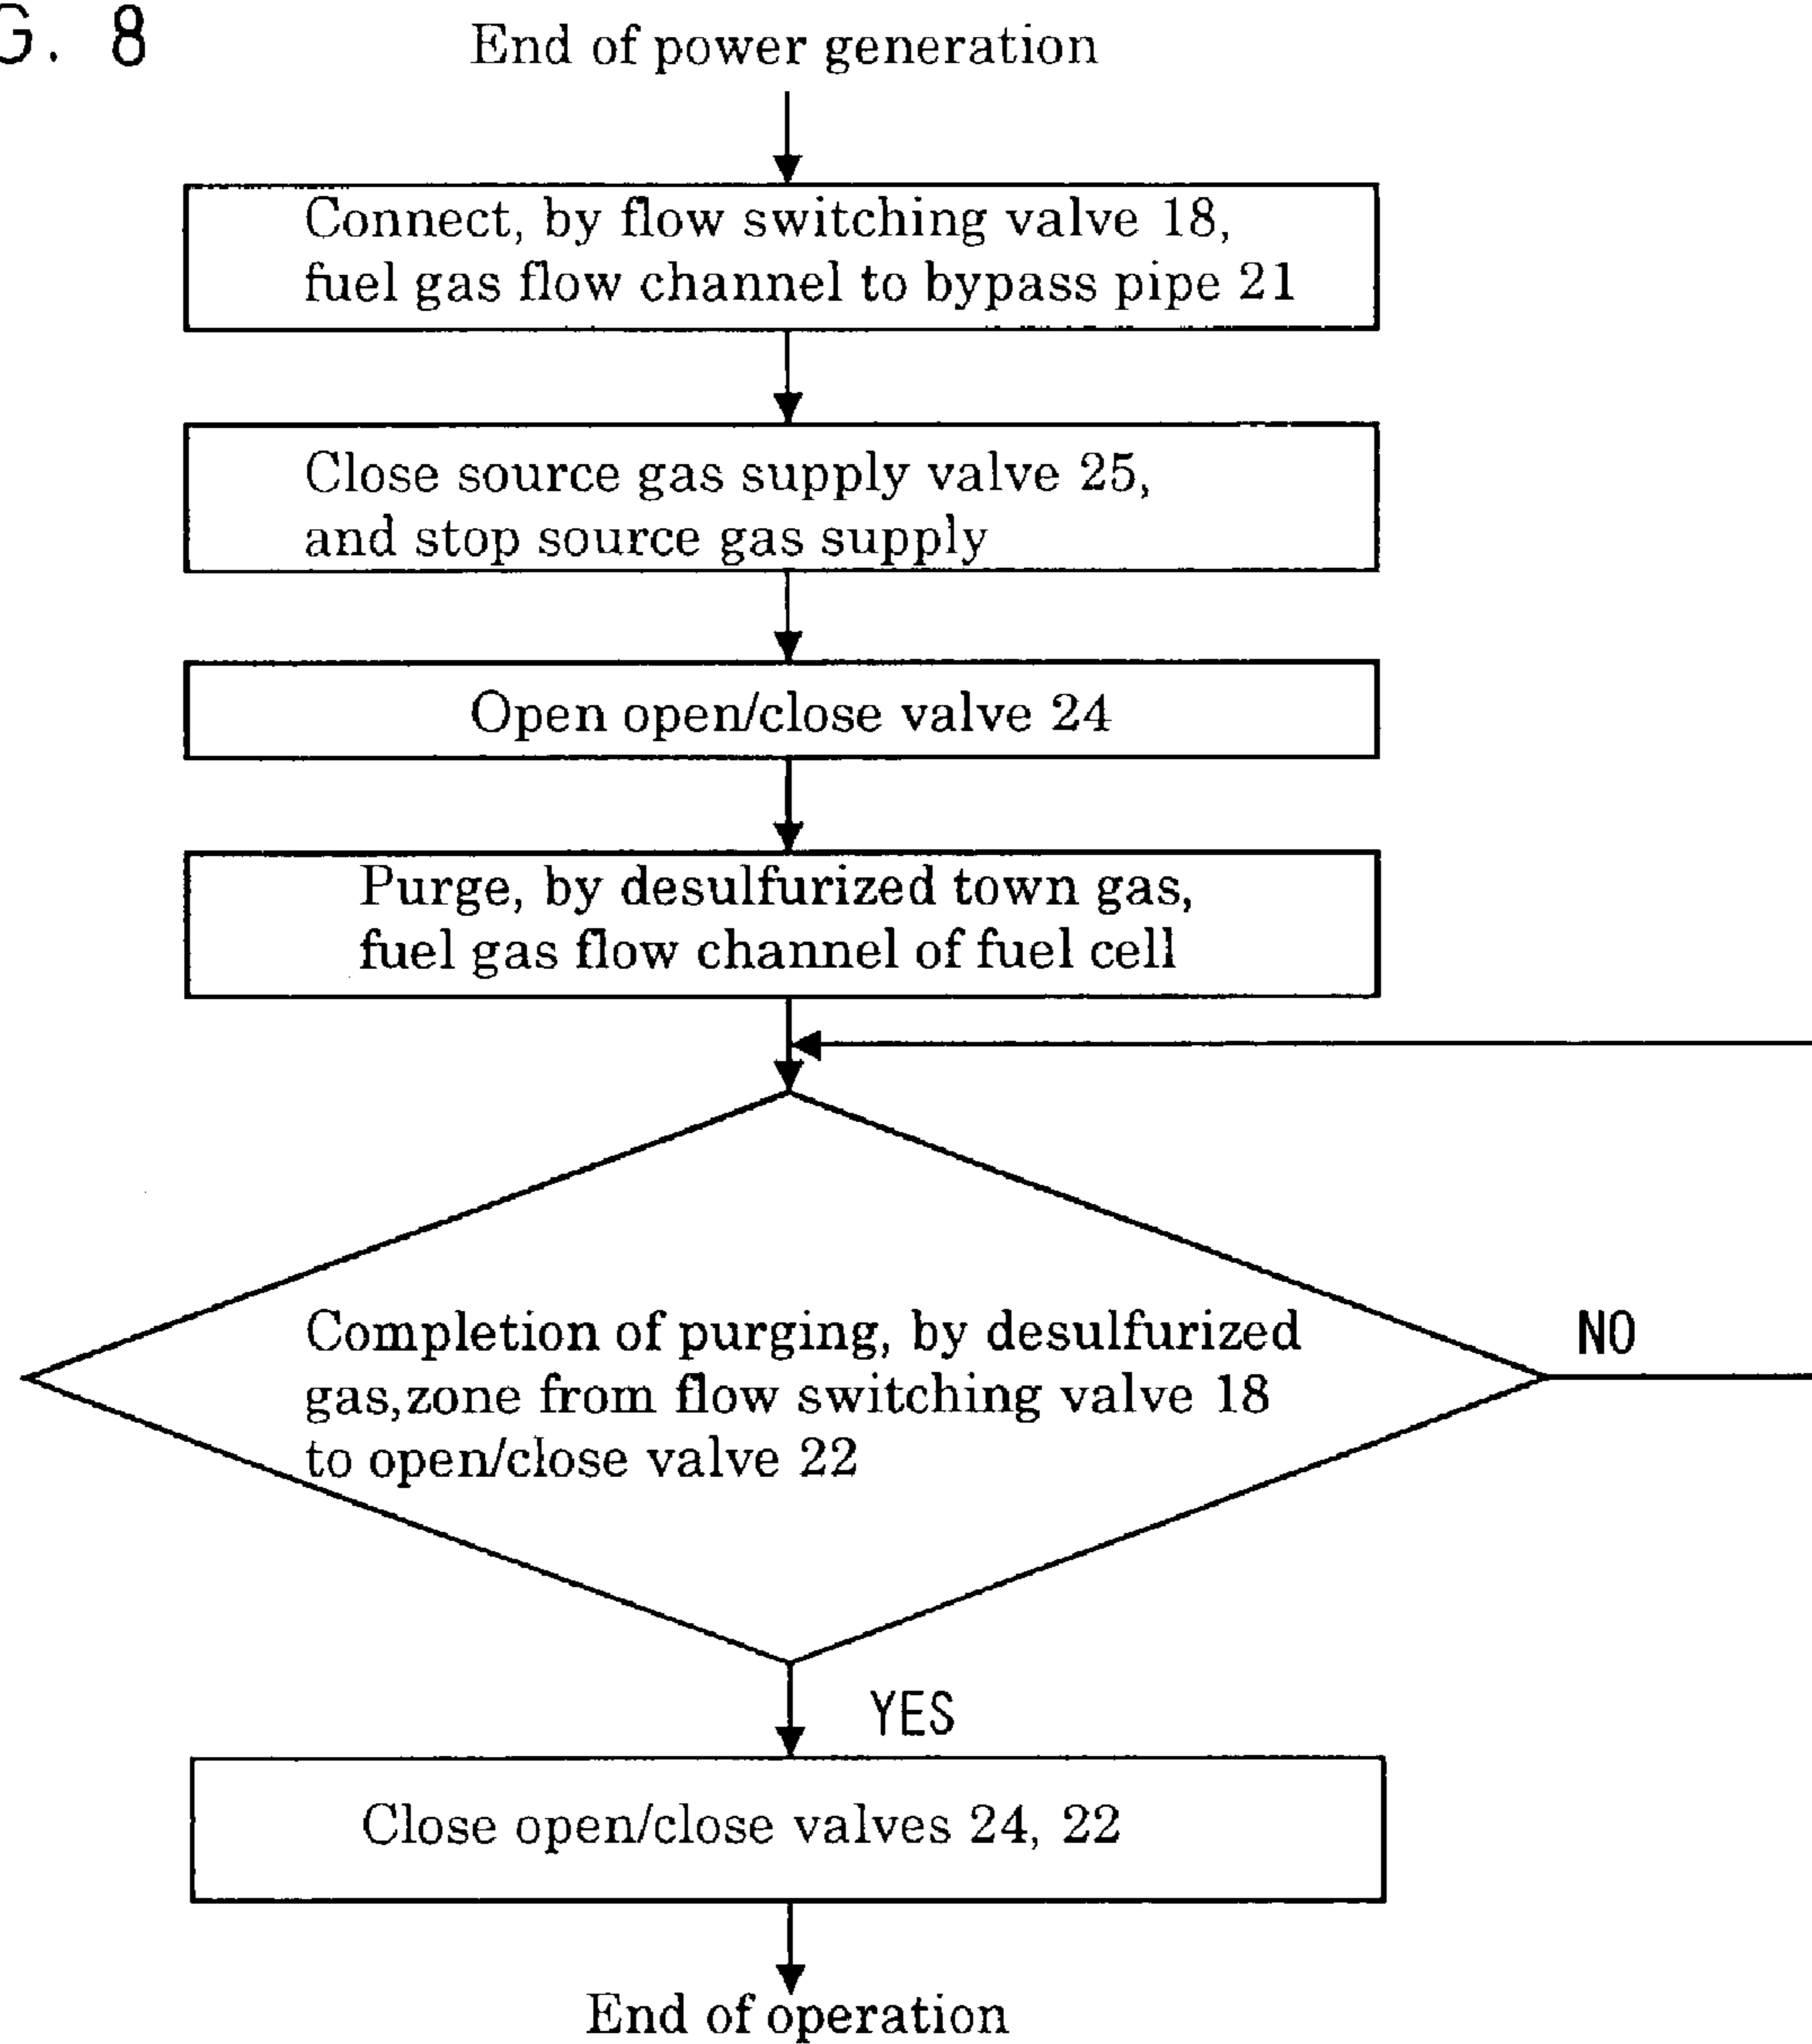 G. 8
End of power generation
Connect, by flow switching valve 18,
fuel gas flow channel to bypass pipe 21
Close source gas supply valve 25,
and stop source gas supply
Open open/close valve 24
Purge, by desulfurized town gas,
fuel gas flow channel of fuel cell
Completion of purging, by desulfurized
gas,zone from flow switching valve 18
to open/close valve 22
NO
YES
Close open/close valves 24, 22
End of operation